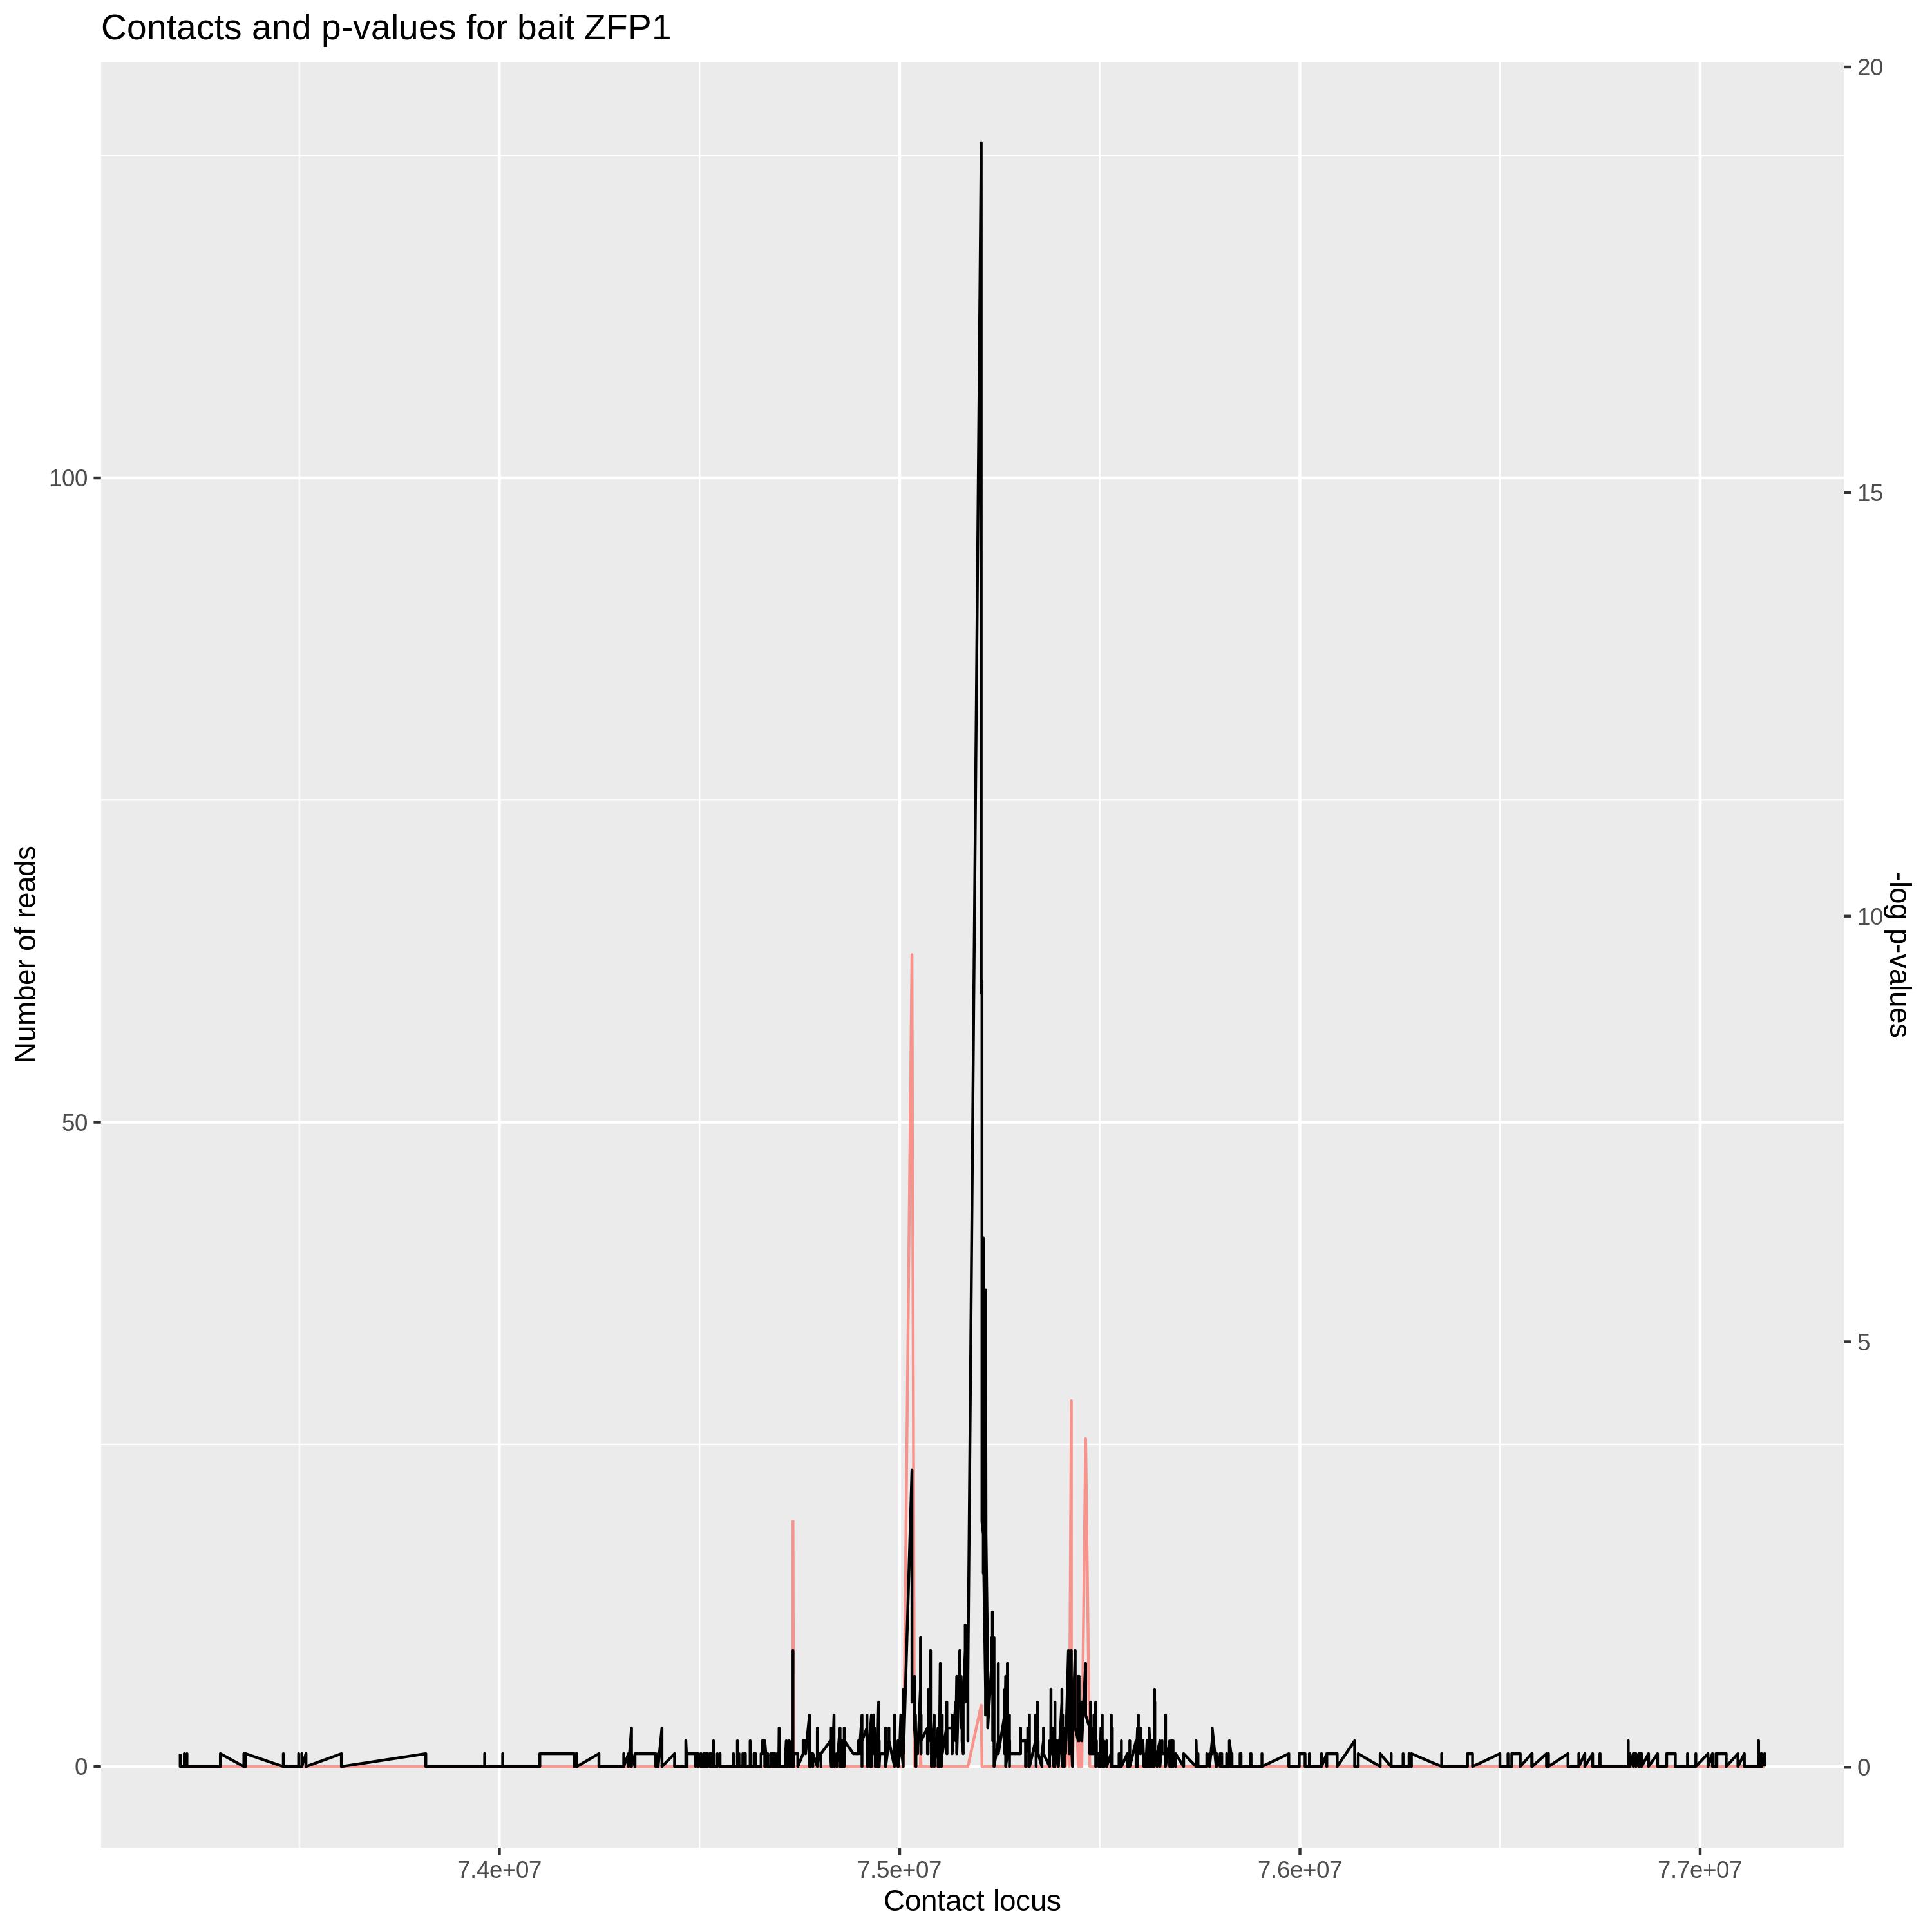 Contacts and p-values for bait ZFP1
20
100
15
Number of reads
-log p-values
10
50
5
0
0
7.4e+07
7.5e+07
7.6e+07
7.7e+07
Contact locus